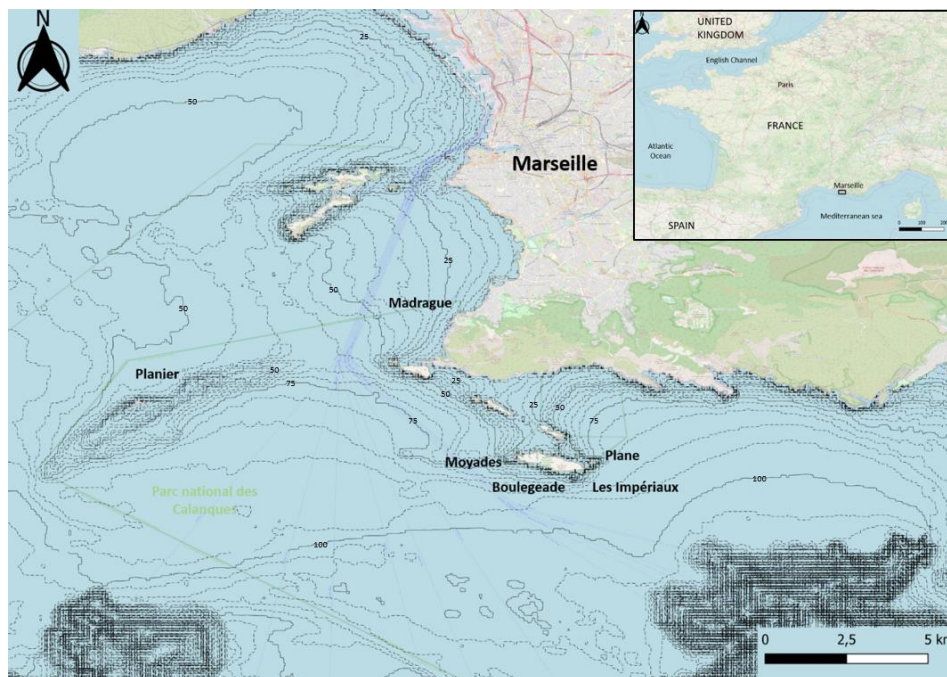 N
25
50
Marseille
25
50
Madrague
50
Planier
50
75
25
50
75
25
50
75
Moyades
Plane
Boulegeade
Les Impériaux
100
Parc national des
Calanques
100
0
2,5
5 km
UNITED
KINGDOM
English Channel
Paris
FRANCE
Atlantic
Ocean
Marseille
Mediterranean sea
SPAIN
0
100